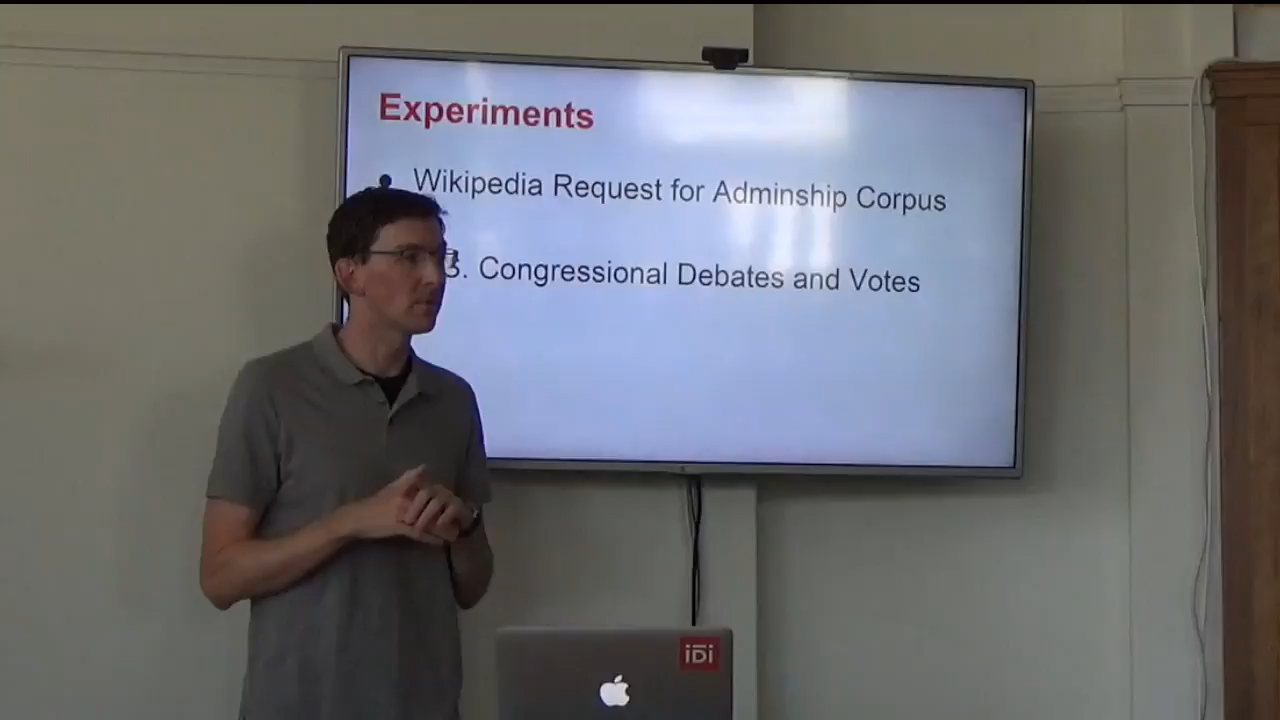 Experiments
• Wikipedia Request for Adminship Corpus
S. Congressional Debates and Votes
iDi